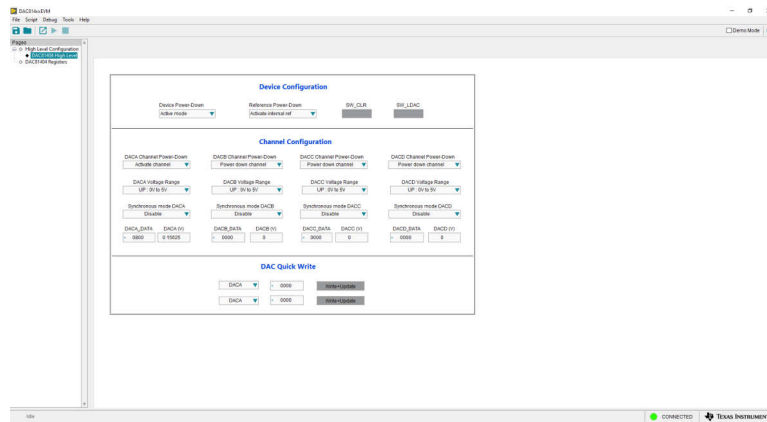 DAC814xxEVM
File Script Debug Tools Help
Demo Mode
Pages
High Level Configuration
DAC81404 High Level
DAC81404 Registers
Device Configuration
Device Power-Down Reference Power-Down SW_CLR SW_LDAC
Active mode Activate internal ref
Channel Configuration
DACA Channel Power-Down DACB Channel Power-Down DACC Channel Power-Down DACD Channel Power-Down
Activate channel Power down channel Power down channel Power down channel
DACA Voltage Range DACB Voltage Range DACC Voltage Range DACD Voltage Range
UP : 0V to 5V UP : 0V to 5V UP : 0V to 5V UP : 0V to 5V
Synchronous mode DACA Synchronous mode DACB Synchronous mode DACC Synchronous mode DACD
Disable Disable Disable Disable
DACA_DATA DACA (V) DACB_DATA DACB (V) DACC_DATA DACC (V) DACD_DATA DACD (V)
0800 0.15625 0000 0 0000 0 0000 0
DAC Quick Write
DACA 0000 Write+Update
DACA 0000 Write+Update
Idle CONNECTED TEXAS INSTRUMEN